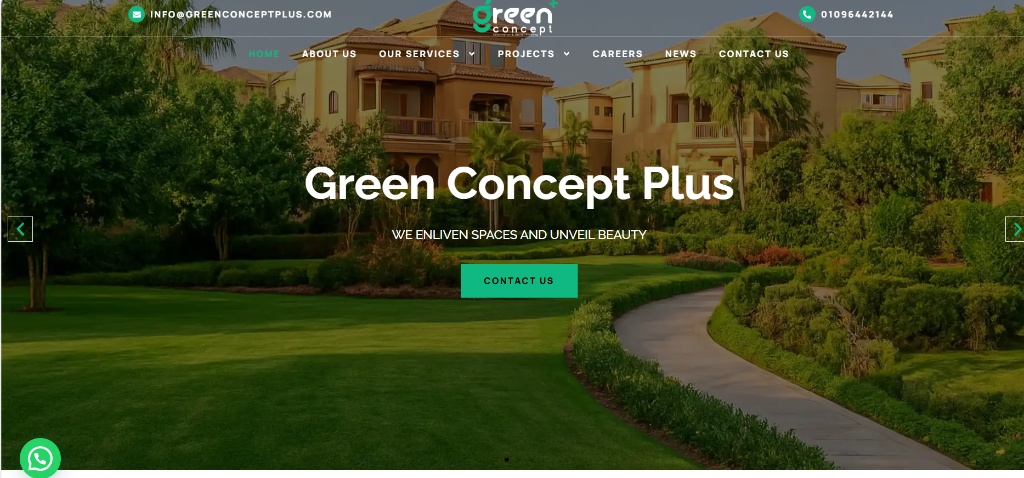 INFO@GREENCONCEPTPLUS.COM
green+
concept
01096442144
HOME ABOUT US OUR SERVICES PROJECTS CAREERS NEWS CONTACT US
Green Concept Plus
WE ENLIVEN SPACES AND UNVEIL BEAUTY
CONTACT US